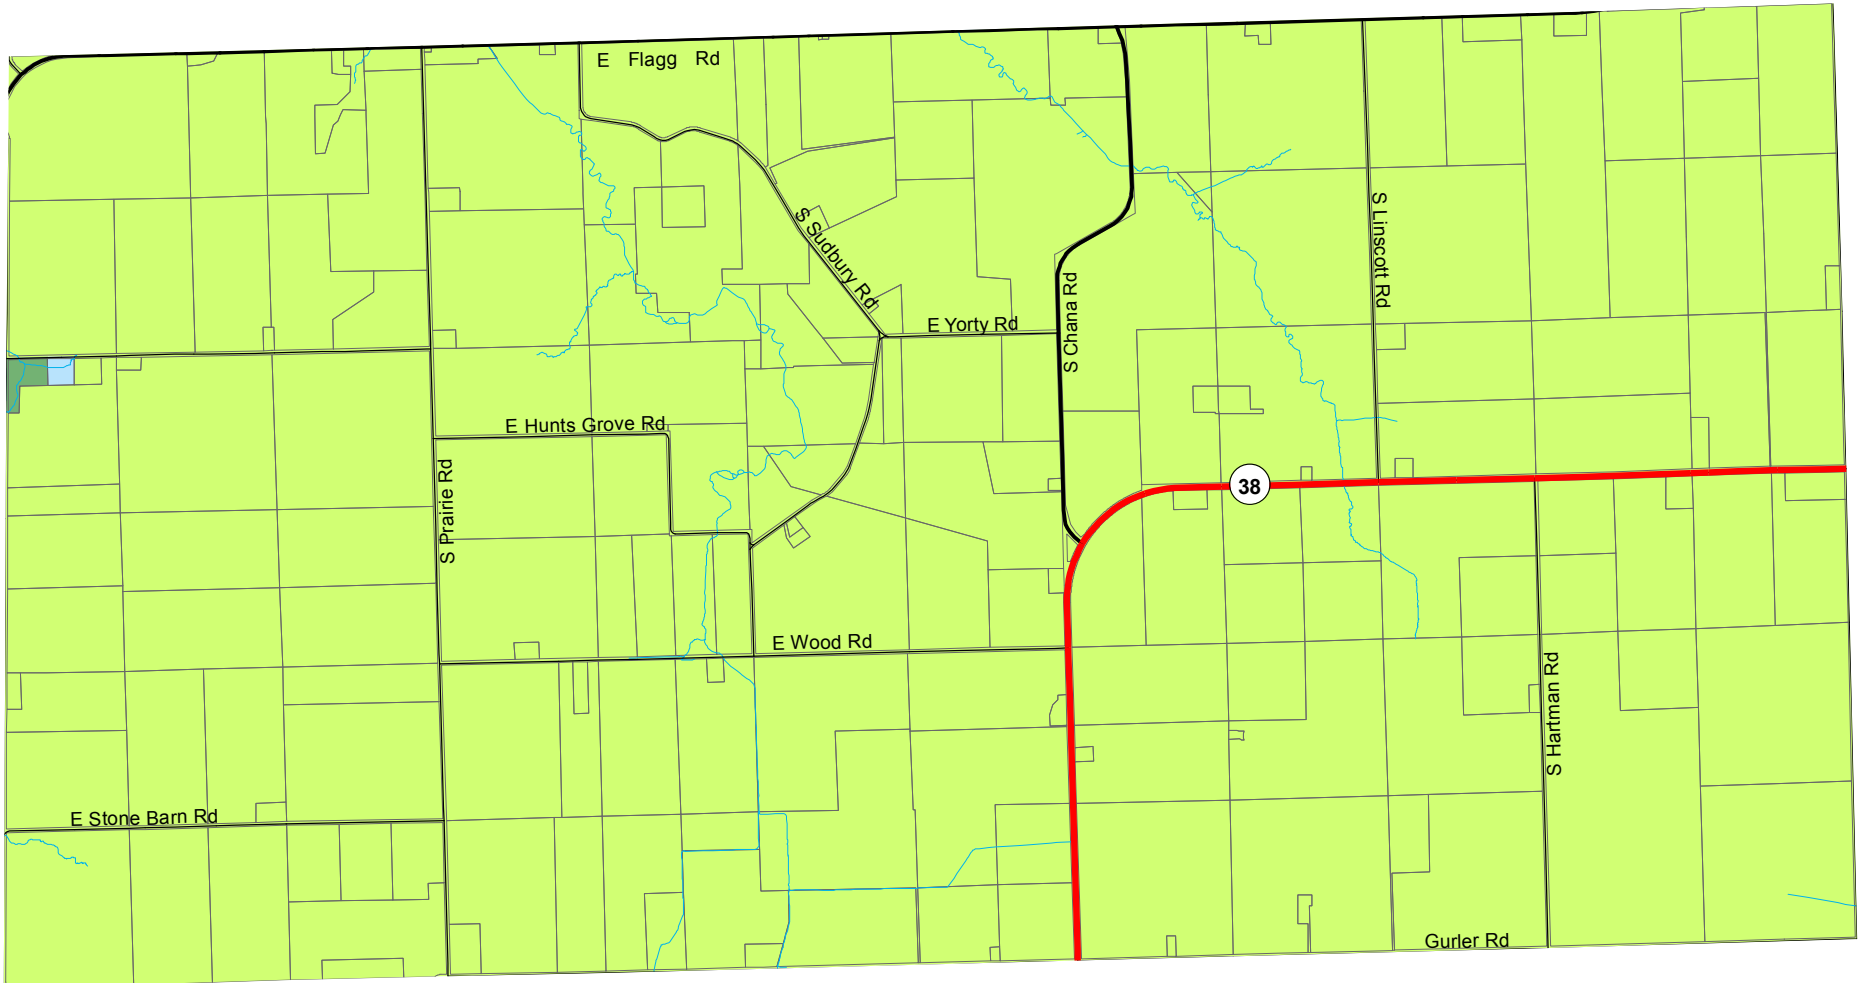 E Flagg Rd
S Sudbury Rd
S Linscott Rd
E Yorty Rd
S Chana Rd
E Hunts Grove Rd
S Prairie Rd
38
E Wood Rd
S Hartman Rd
E Stone Barn Rd
Gurler Rd